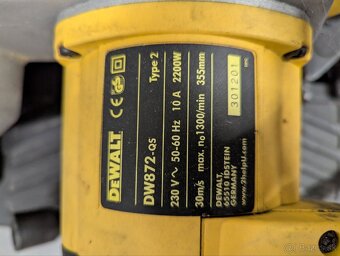 DEWALT
DW872-QS Type 2
230 V ~ 50-60 Hz 10 A 2200W
30m/s max. n₀1300/min 355mm
DEWALT,
65510 IDSTEIN
GERMANY
www.2helpU.com
301201